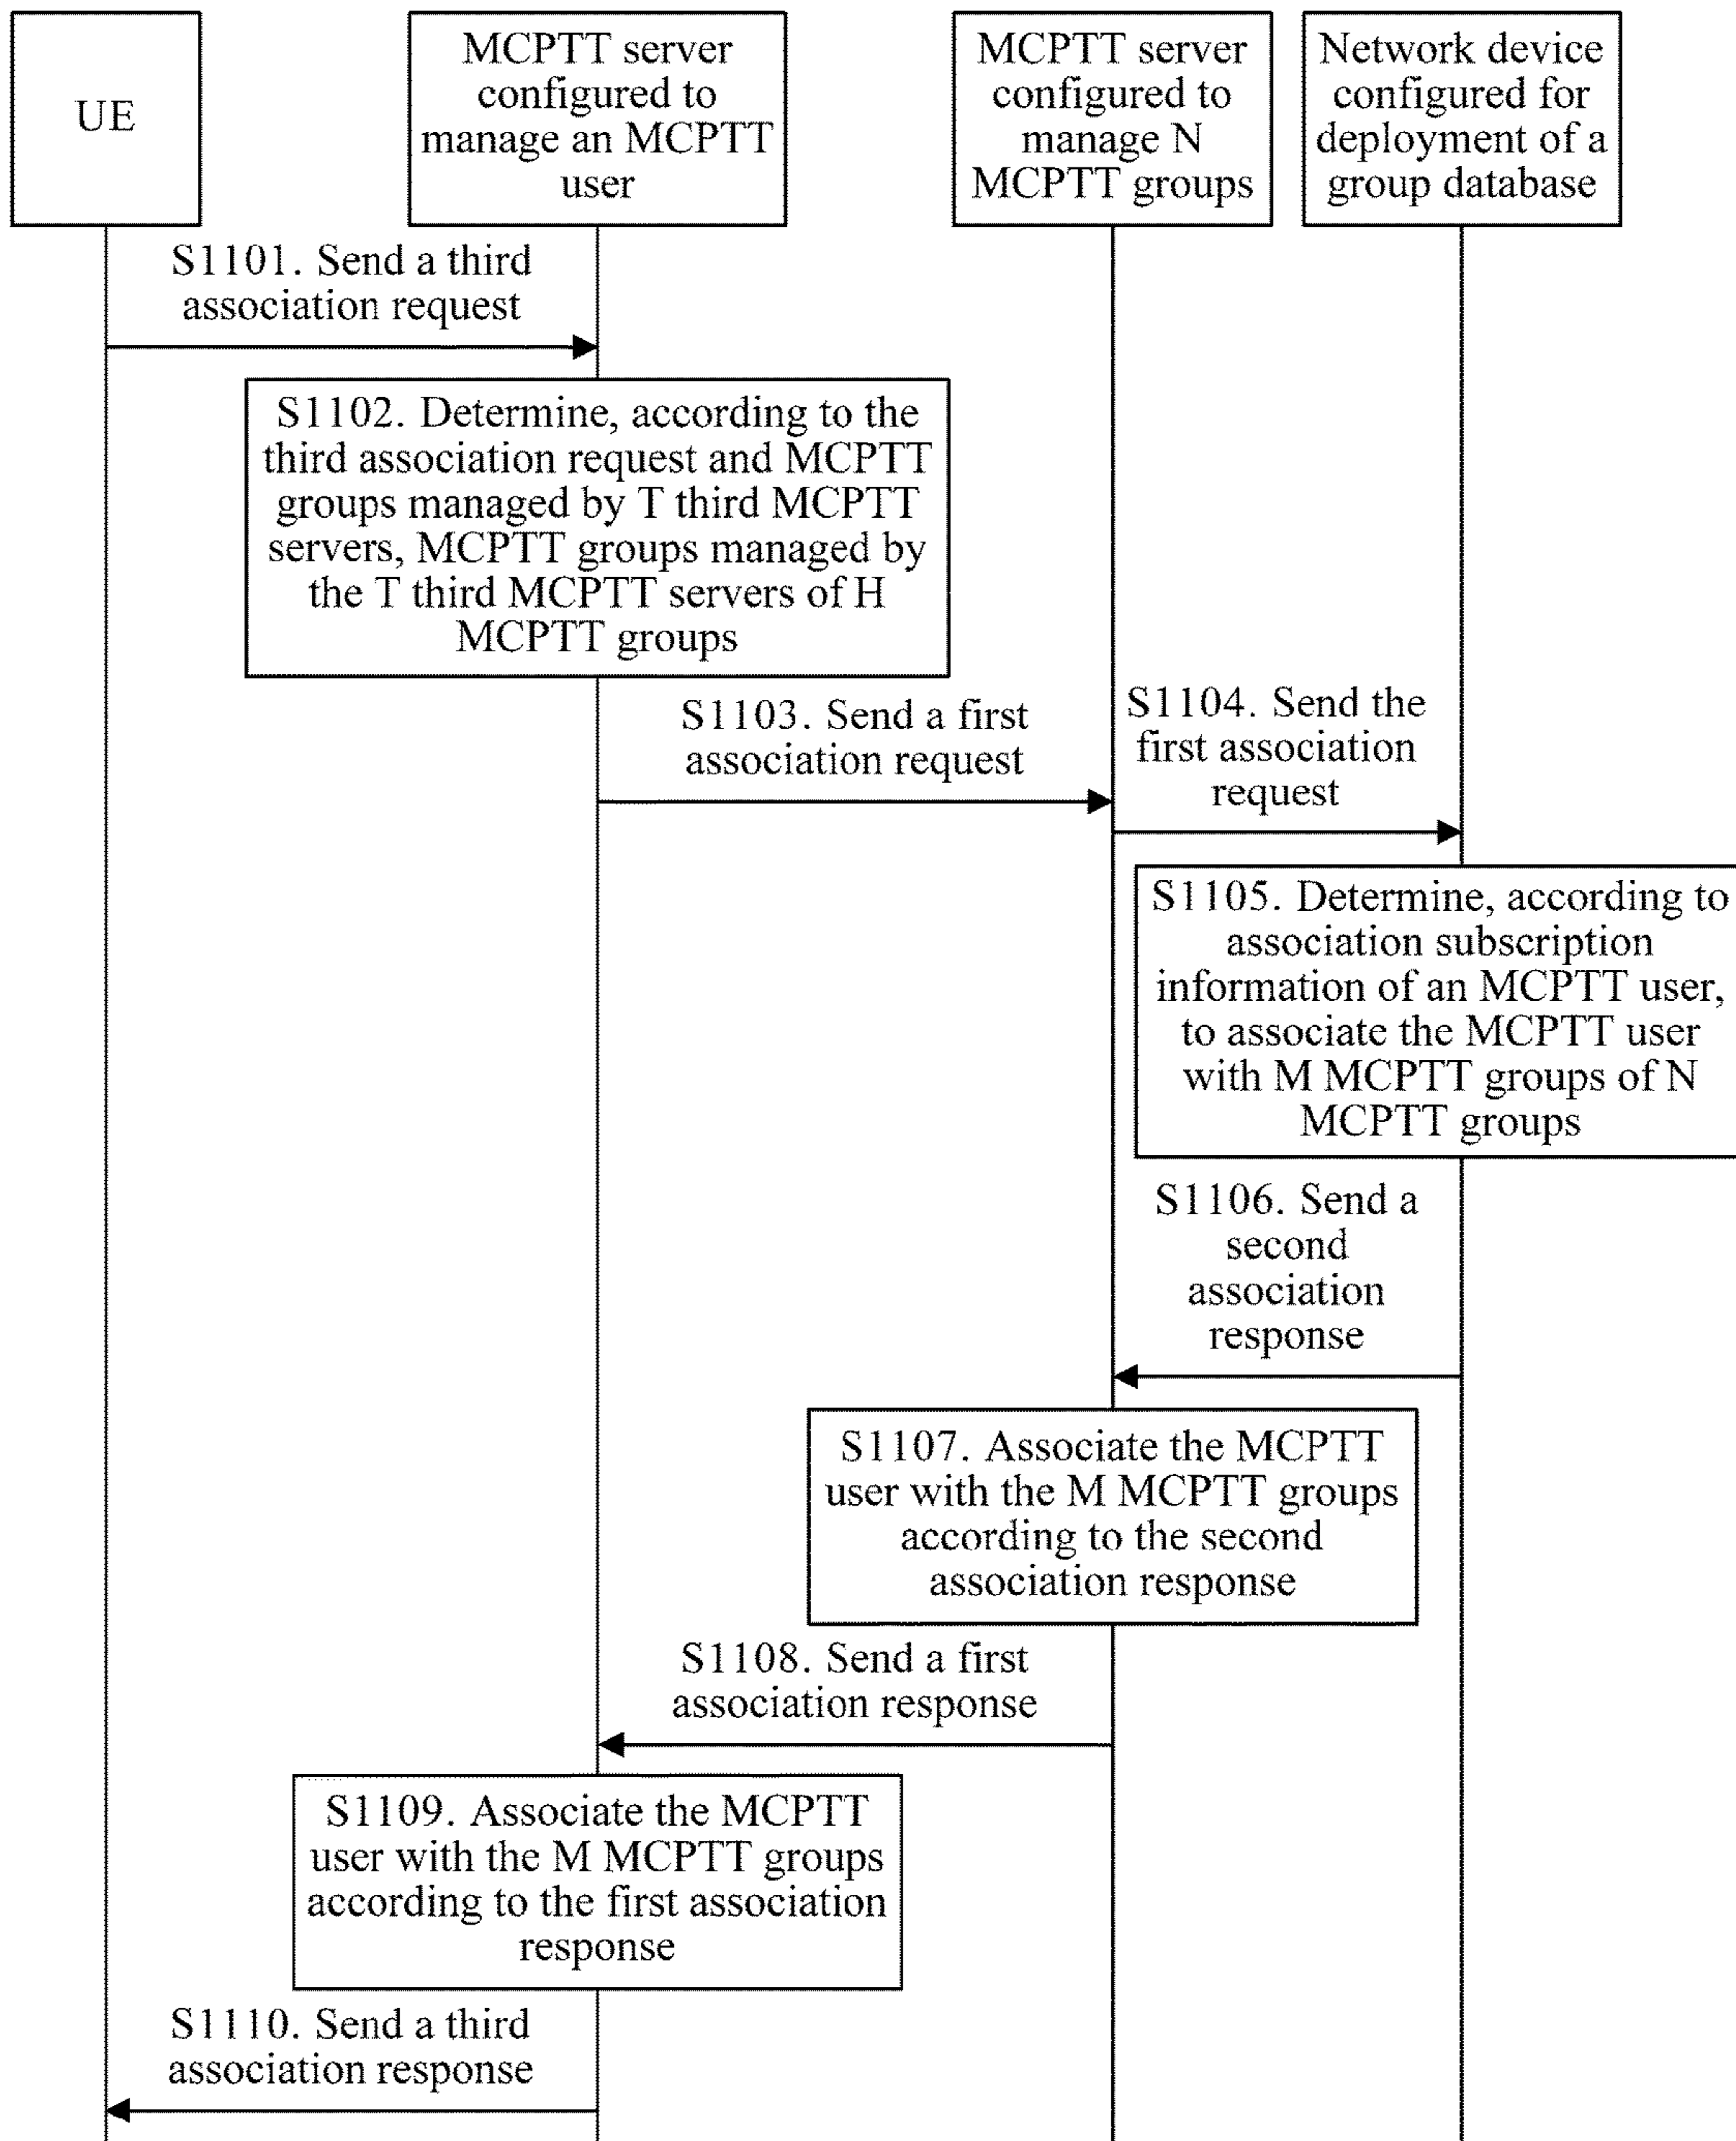 UE
MCPTT server
configured to
manage an MCPTT
user
MCPTT server
configured to
manage N
MCPTT groups
Network device
configured for
deployment of a
group database
S1101. Send a third
association request
S1102. Determine, according to the
third association request and MCPTT
groups managed by T third MCPTT
servers, MCPTT groups managed by
the T third MCPTT servers of H
MCPTT groups
S1103. Send a first
association request
S1104. Send the
first association
request
S1105. Determine, according to
association subscription
information of an MCPTT user,
to associate the MCPTT user
with M MCPTT groups of N
MCPTT groups
S1106. Send a
second
association
response
S1107. Associate the MCPTT
user with the M MCPTT groups
according to the second
association response
S1108. Send a first
association response
S1109. Associate the MCPTT
user with the M MCPTT groups
according to the first association
response
S1110. Send a third
association response